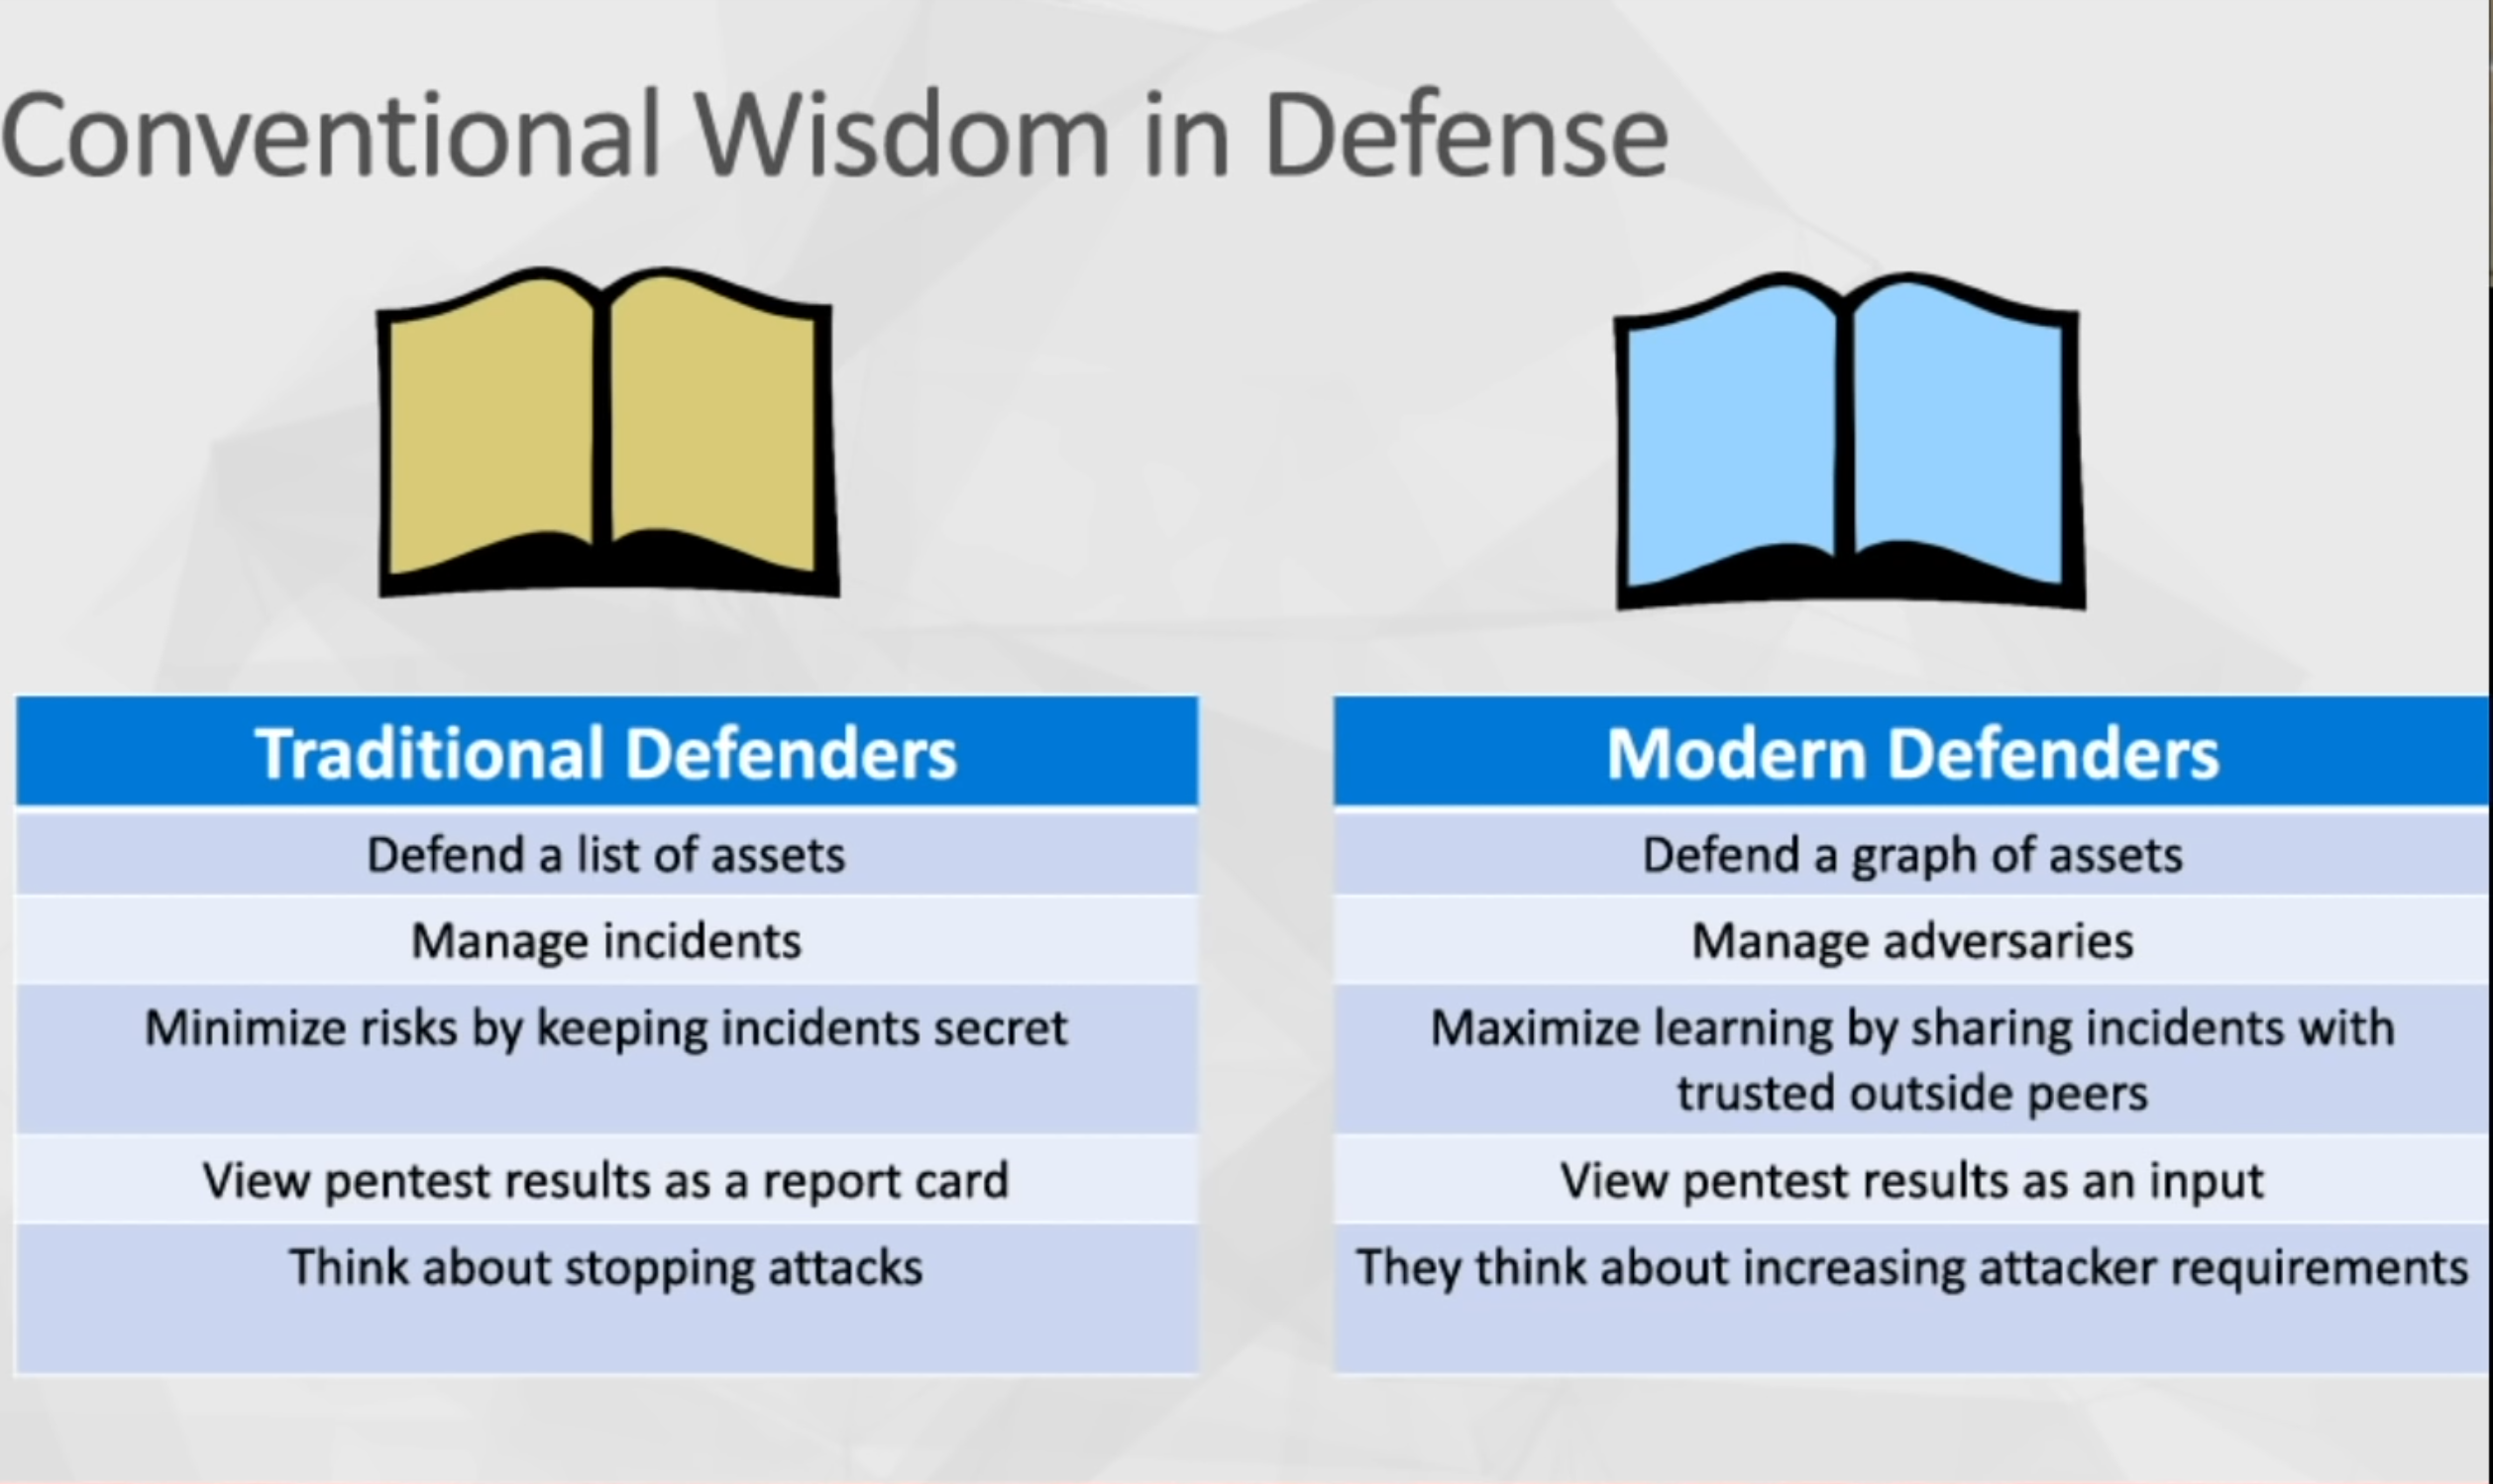 Conventional Wisdom in Defense
Traditional Defenders
Defend a list of assets
Manage incidents
Minimize risks by keeping incidents secret
View pentest results as a report card
Think about stopping attacks
Modern Defenders
Defend a graph of assets
Manage adversaries
Maximize learning by sharing incidents with
trusted outside peers
View pentest results as an input
They think about increasing attacker requirements